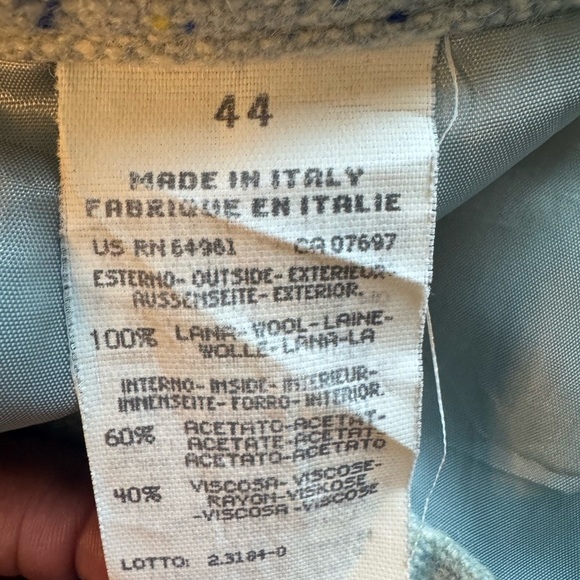 44
MADE IN ITALY
FABRIQUE EN ITALIE
US RN 64961 CA 07697
ESTERNO-OUTSIDE-EXTERIEUR-
AUSSENSEITE-EXTERIOR.
100% LANA-WOOL-LAINE-
WOLLE-LANA-LA
INTERNO-INSIDE-INTERIEUR-
INNENSEITE-FORRO-INTERIOR.
60% ACETATO-ACETAT-
ACETATE-ACETAT-
ACETATO-ACETATO
40% VISCOSA-VISCOSE-
RAYON-VISKOSE
-VISCOSA-VISCOSE
LOTTO: 2.3184-0